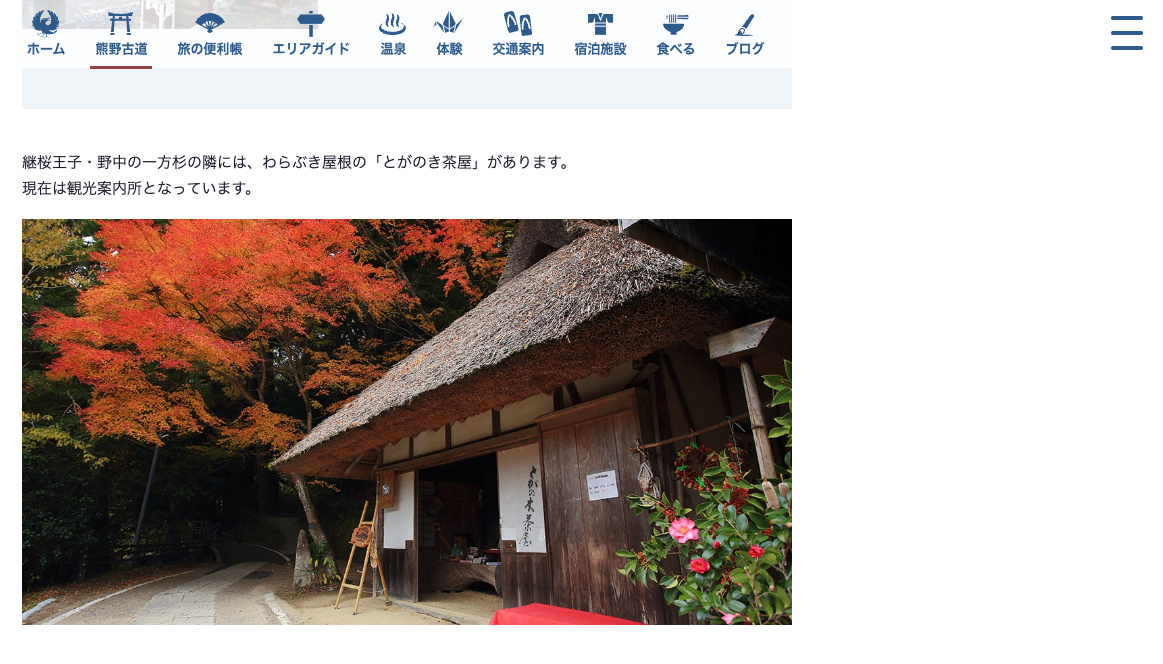 ホーム
熊野古道
旅の便利帳
エリアガイド
温泉
体験
交通案内
宿泊施設
食べる
ブログ
継桜王子・野中の一方杉の隣には、わらぶき屋根の「とがのき茶屋」があります。
現在は観光案内所となっています。
とがの木茶屋